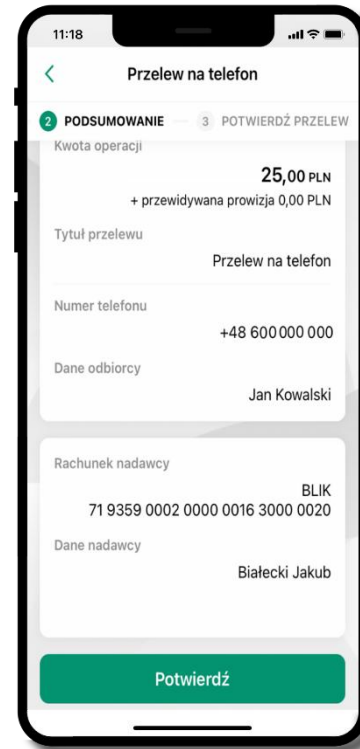 11:18
Przelew na telefon
2 PODSUMOWANIE 3 POTWIERDŹ PRZELEW
Kwota operacji
25,00 PLN
+ przewidywana prowizja 0,00 PLN
Tytuł przelewu
Przelew na telefon
Numer telefonu
+48 600 000 000
Dane odbiorcy
Jan Kowalski
Rachunek nadawcy
BLIK
71 9359 0002 0000 0016 3000 0020
Dane nadawcy
Białecki Jakub
Potwierdź